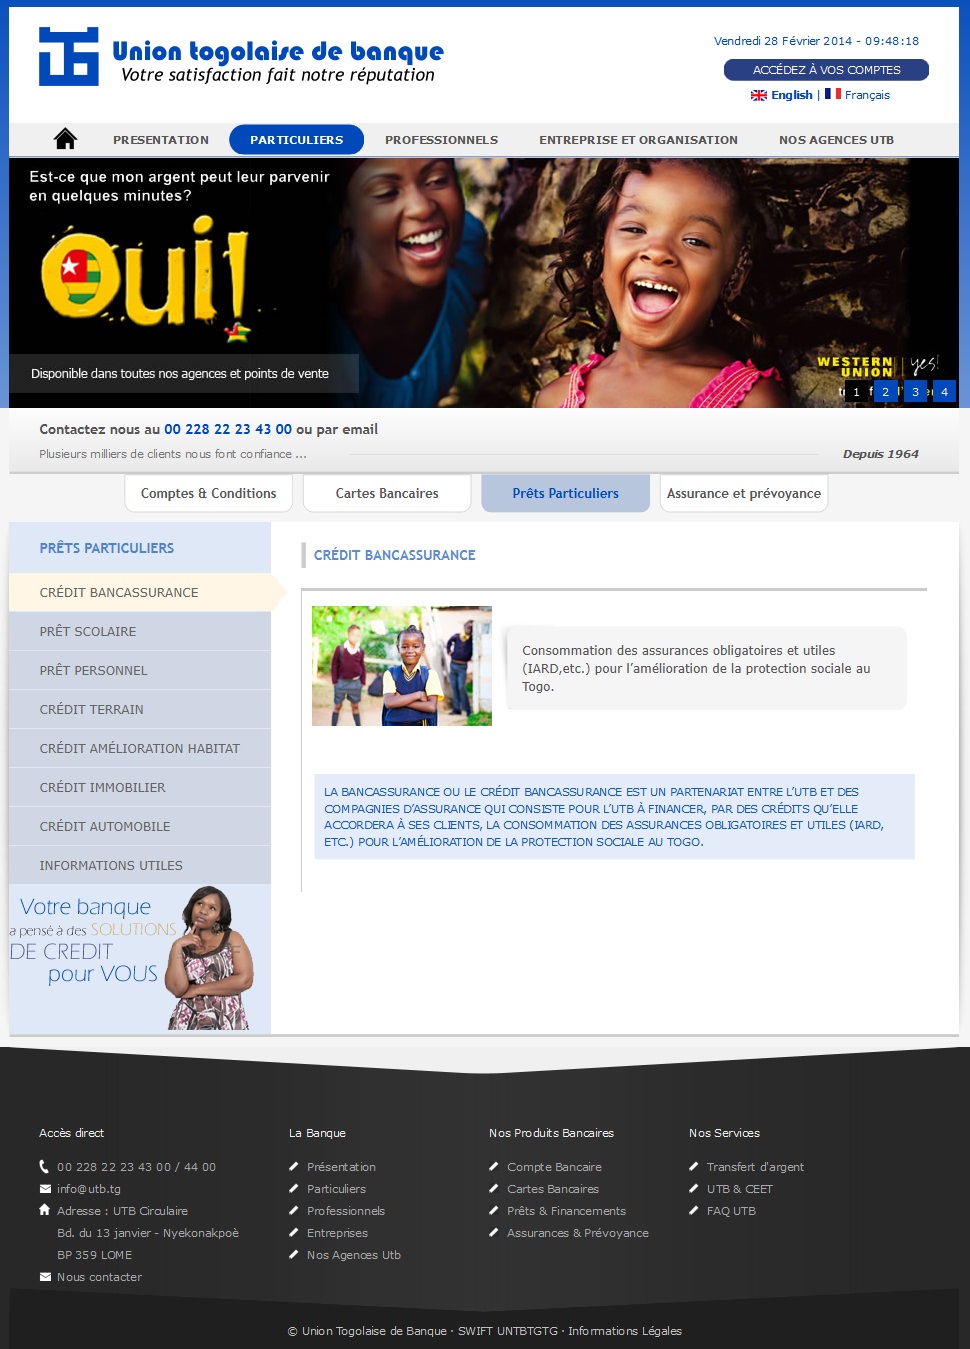 Union togolaise de banque
Votre satisfaction fait notre réputation
Vendredi 28 Février 2014 - 09:48:18
ACCÉDEZ À VOS COMPTES
English | Français
PRESENTATION PARTICULIERS PROFESSIONNELS ENTREPRISE ET ORGANISATION NOS AGENCES UTB
Est-ce que mon argent peut leur parvenir
en quelques minutes?
Oui!
Disponible dans toutes nos agences et points de vente
WESTERN
UNION yes!
1 2 3 4
Contactez nous au 00 228 22 23 43 00 ou par email
Plusieurs milliers de clients nous font confiance ...
Depuis 1964
Comptes & Conditions Cartes Bancaires Prêts Particuliers Assurance et prévoyance
PRÊTS PARTICULIERS
CRÉDIT BANCASSURANCE
PRÊT SCOLAIRE
PRÊT PERSONNEL
CRÉDIT TERRAIN
CRÉDIT AMÉLIORATION HABITAT
CRÉDIT IMMOBILIER
CRÉDIT AUTOMOBILE
INFORMATIONS UTILES
Votre banque
a pensé à des SOLUTIONS
DE CREDIT
pour VOUS
CRÉDIT BANCASSURANCE
Consommation des assurances obligatoires et utiles
(IARD,etc.) pour l’amélioration de la protection sociale au
Togo.
LA BANCASSURANCE OU LE CRÉDIT BANCASSURANCE EST UN PARTENARIAT ENTRE L’UTB ET DES
COMPAGNIES D’ASSURANCE QUI CONSISTE POUR L’UTB À FINANCER, PAR DES CRÉDITS QU’ELLE
ACCORDERA À SES CLIENTS, LA CONSOMMATION DES ASSURANCES OBLIGATOIRES ET UTILES (IARD,
ETC.) POUR L’AMÉLIORATION DE LA PROTECTION SOCIALE AU TOGO.
Accès direct
00 228 22 23 43 00 / 44 00
info@utb.tg
Adresse : UTB Circulaire
Bd. du 13 janvier - Nyekonakpoè
BP 359 LOME
Nous contacter
La Banque
Présentation
Particuliers
Professionnels
Entreprises
Nos Agences Utb
Nos Produits Bancaires
Compte Bancaire
Cartes Bancaires
Prêts & Financements
Assurances & Prévoyance
Nos Services
Transfert d'argent
UTB & CEET
FAQ UTB
© Union Togolaise de Banque · SWIFT UNTBTGTG · Informations Légales